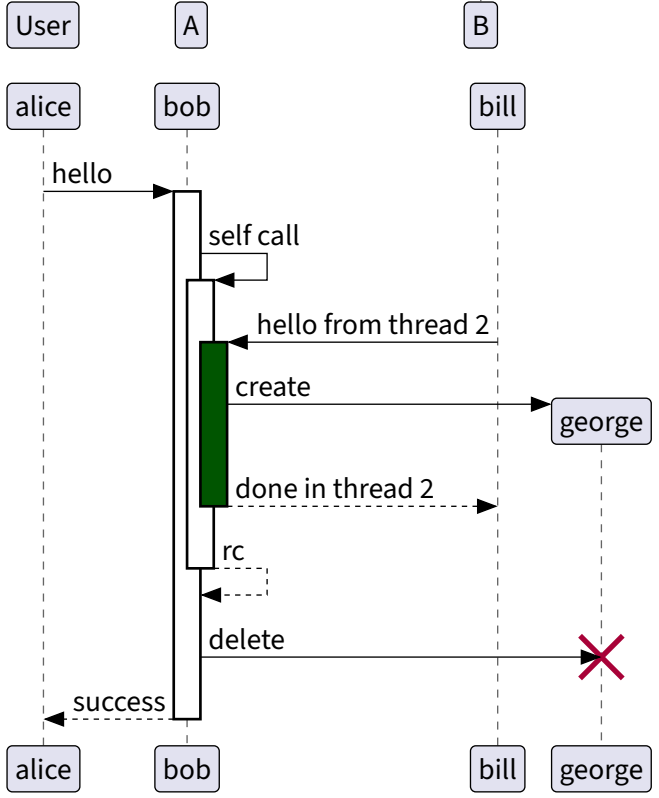 User A B
alice bob bill
hello
self call
hello from thread 2
create
george
done in thread 2
rc
delete
success
alice bob bill george